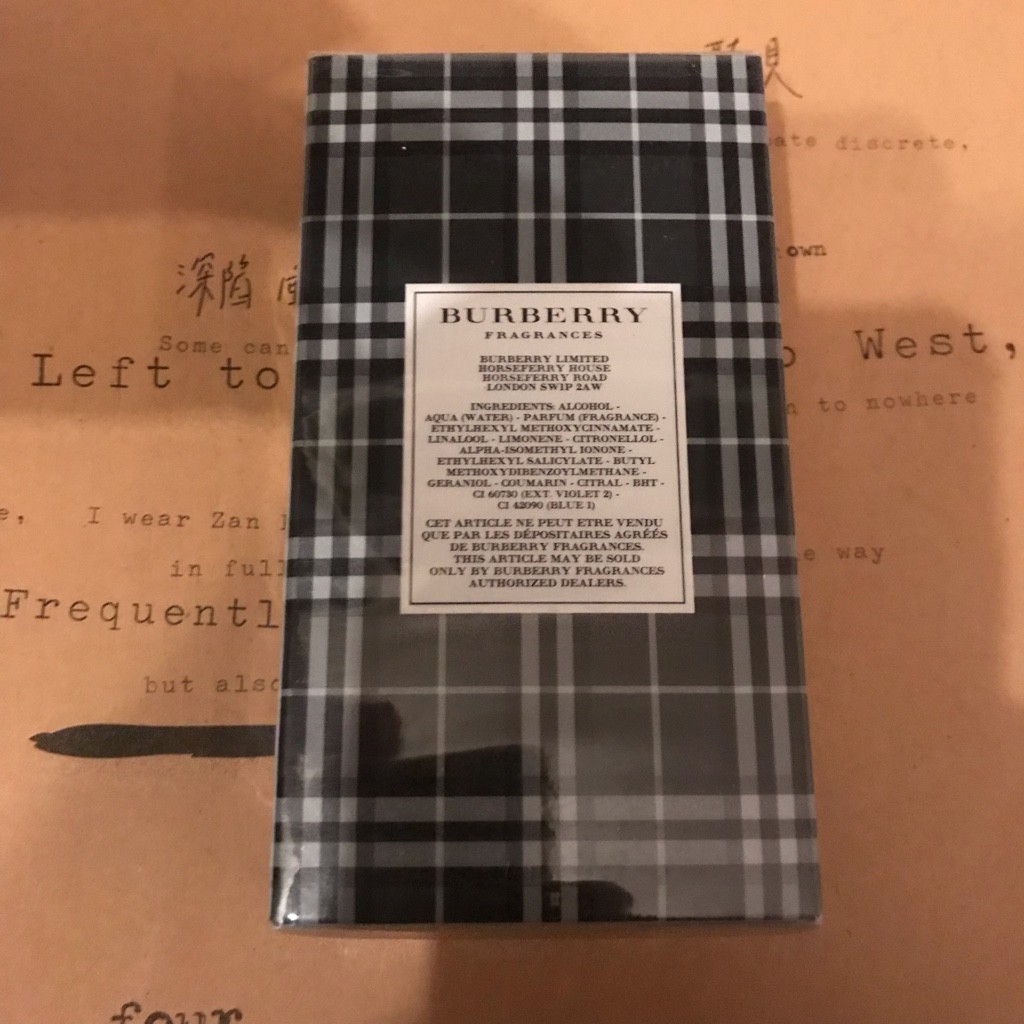 ate discrete,
own
深陷
Some can
Left to
West,
to nowhere
BURBERRY
FRAGRANCES
BURBERRY LIMITED
HORSEFERRY HOUSE
HORSEFERRY ROAD
LONDON SW1P 2AW
INGREDIENTS: ALCOHOL -
AQUA (WATER) - PARFUM (FRAGRANCE) -
ETHYLHEXYL METHOXYCINNAMATE -
LINALOOL - LIMONENE - CITRONELLOL -
ALPHA-ISOMETHYL IONONE -
ETHYLHEXYL SALICYLATE - BUTYL
METHOXYDIBENZOYLMETHANE -
GERANIOL - COUMARIN - CITRAL - BHT -
CI 60730 (EXT. VIOLET 2) -
CI 42090 (BLUE 1)
CET ARTICLE NE PEUT ETRE VENDU
QUE PAR LES DÉPOSITAIRES AGRÉÉS
DE BURBERRY FRAGRANCES.
THIS ARTICLE MAY BE SOLD
ONLY BY BURBERRY FRAGRANCES
AUTHORIZED DEALERS.
I wear Zan
in full
e way
Frequentl
but also
four